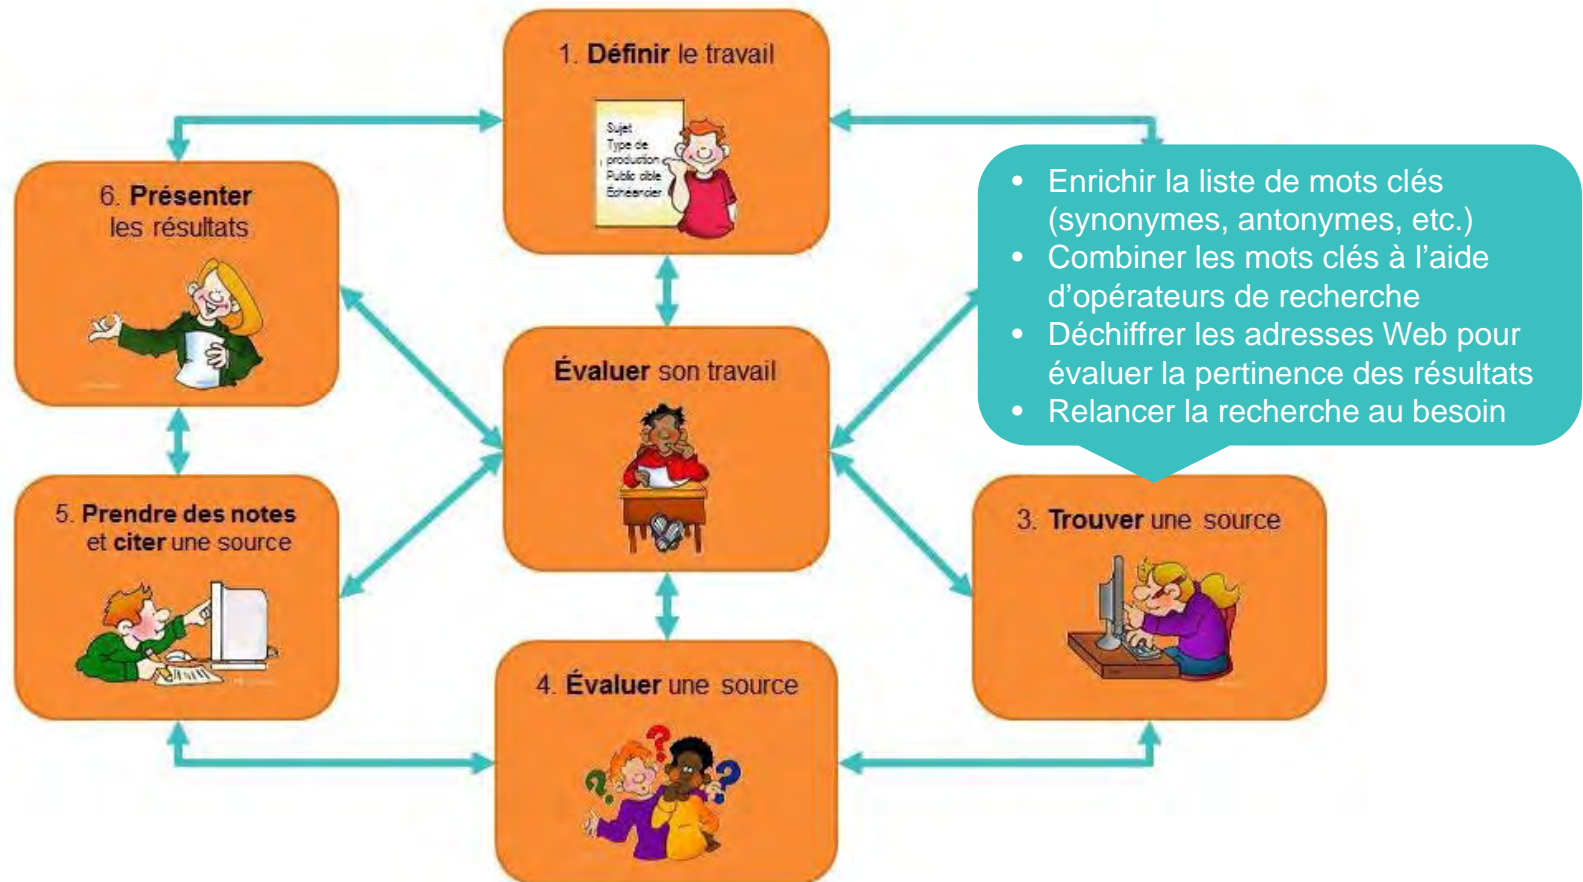 1. Définir le travail
Sujet
Type de
production
Public cible
Echéancier
• Enrichir la liste de mots clés
(synonymes, antonymes, etc.)
• Combiner les mots clés à l’aide
d’opérateurs de recherche
• Déchiffrer les adresses Web pour
évaluer la pertinence des résultats
• Relancer la recherche au besoin
6. Présenter
les résultats
Évaluer son travail
5. Prendre des notes
et citer une source
3. Trouver une source
4. Évaluer une source